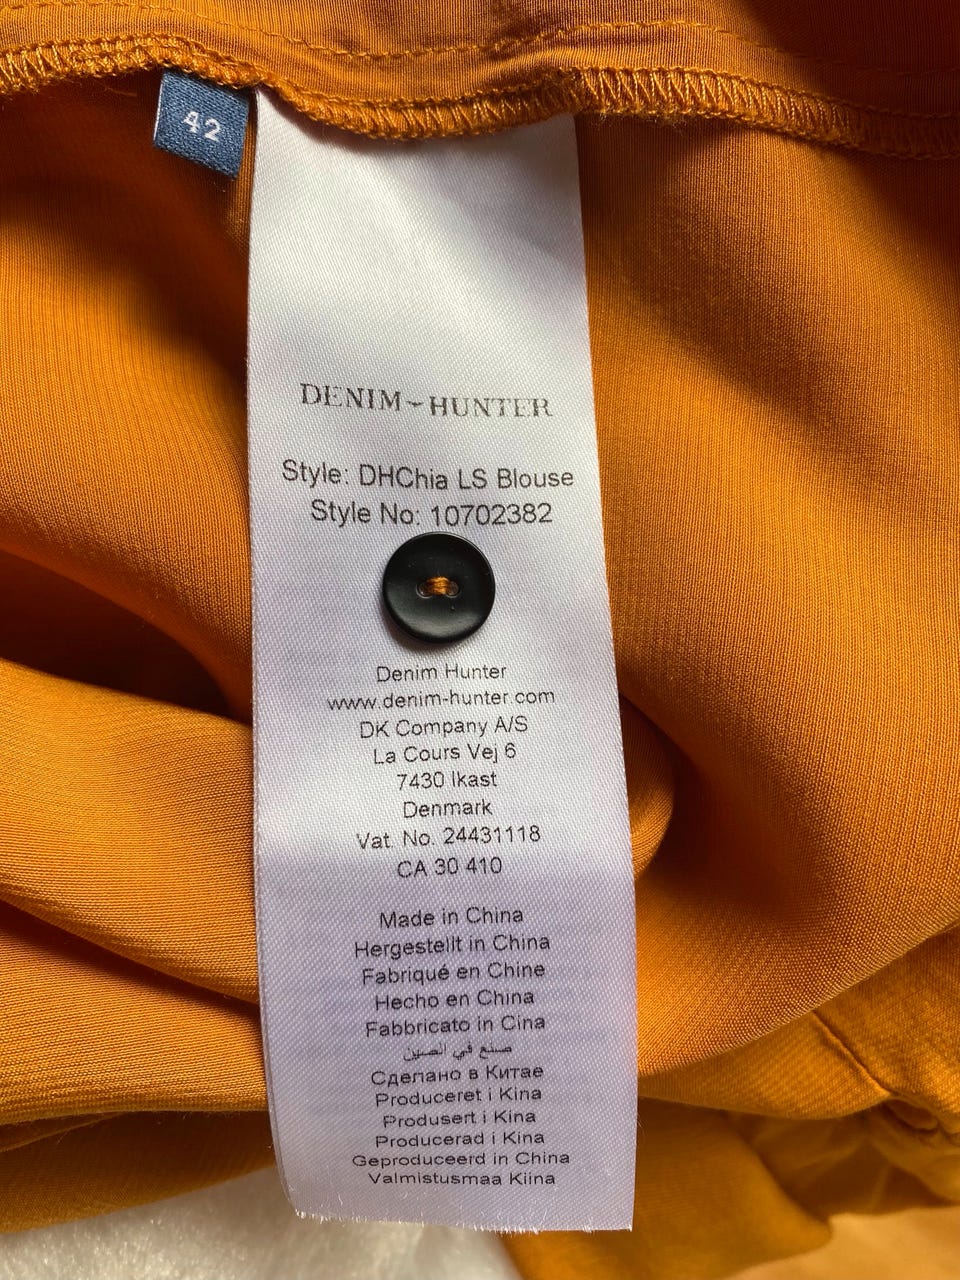 42
DENIM~HUNTER
Style: DHChia LS Blouse
Style No: 10702382
Denim Hunter
www.denim-hunter.com
DK Company A/S
La Cours Vej 6
7430 Ikast
Denmark
Vat. No. 24431118
CA 30 410
Made in China
Hergestellt in China
Fabriqué en Chine
Hecho en China
Fabbricato in Cina
صنع في الصين
Сделано в Китае
Produceret i Kina
Produsert i Kina
Producerad i Kina
Geproduceerd in China
Valmistusmaa Kiina